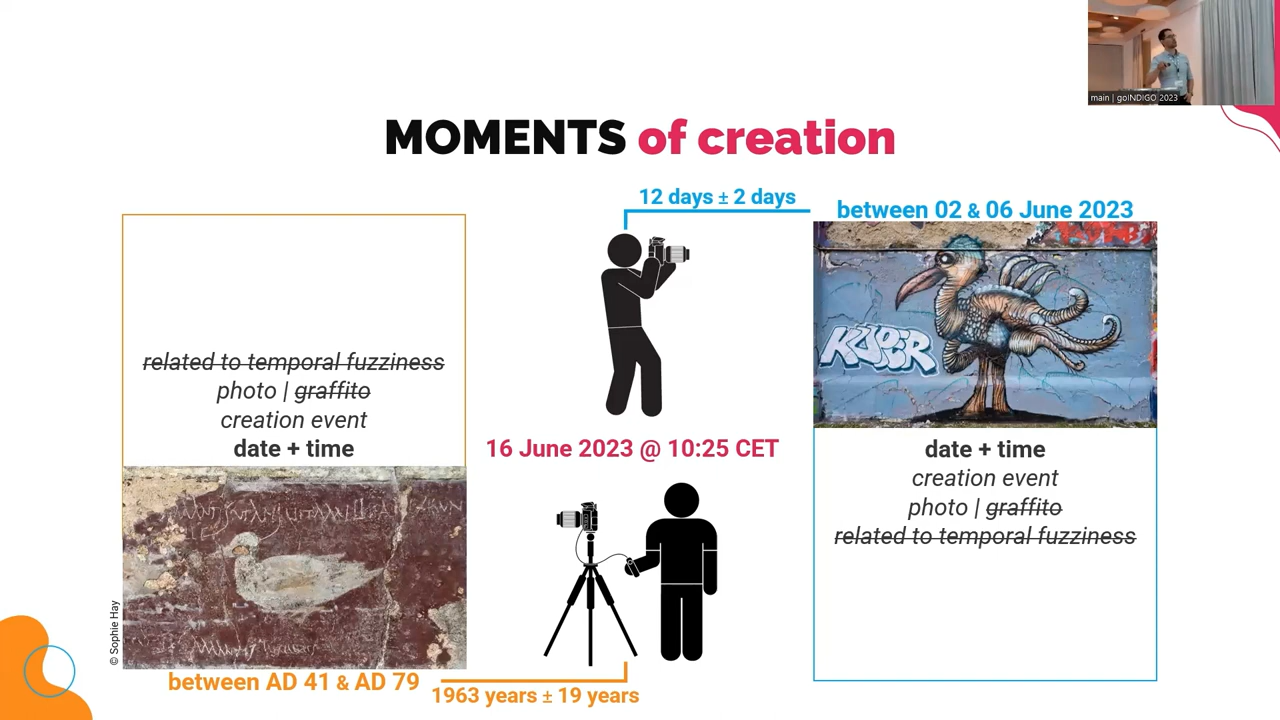 main | goINDIGO 2023
MOMENTS of creation
12 days ± 2 days
between 02 & 06 June 2023
related to temporal fuzziness
photo | graffito
creation event
date + time
16 June 2023 @ 10:25 CET
KUPER
date + time
creation event
photo | graffito
related to temporal fuzziness
© Sophie Hay
between AD 41 & AD 79
1963 years ± 19 years